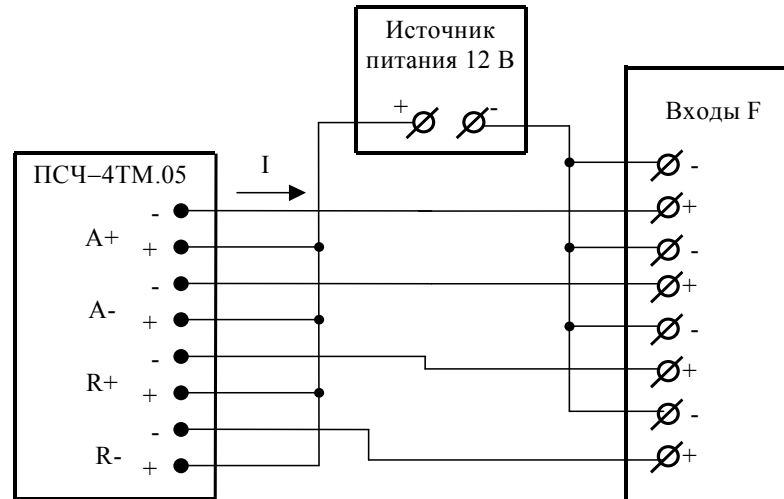 Источник
питания 12 В
+ -
Входы F
ПСЧ–4ТМ.05
I
-
A+
+
-
A-
+
-
R+
+
-
R-
+
-
+
-
+
-
+
-
+